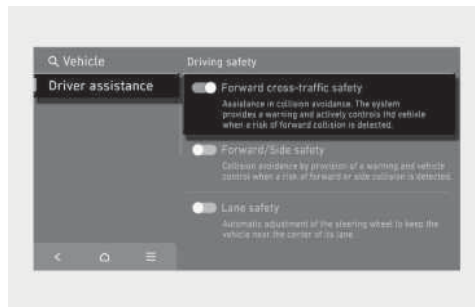 Vehicle
Driving safety
Driver assistance
Forward cross-traffic safety
Assistance in collision avoidance. The system
provides a warning and actively controls the vehicle
when a risk of forward collision is detected.
Forward/Side safety
Collision avoidance by provision of a warning and vehicle
control when a risk of forward or side collision is detected.
Lane safety
Automatic adjustment of the steering wheel to keep the
vehicle near the center of its lane.